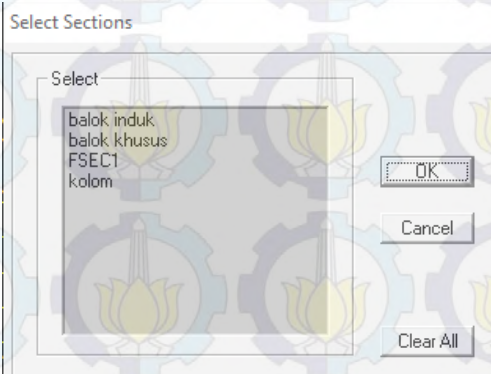 Select Sections
Select
balok induk
balok khusus
FSEC1
kolom
OK
Cancel
Clear All